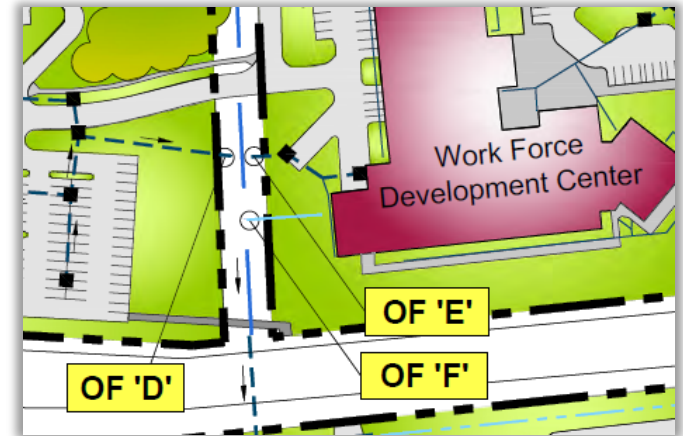 Work Force
Development Center
OF 'E'
OF 'F'
OF 'D'